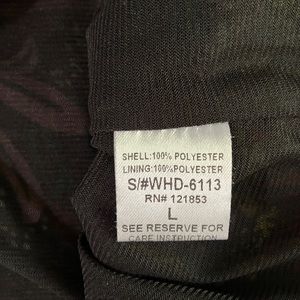 SHELL:100% POLYESTER
LINING:100% POLYESTER
S/#WHD-6113
RN# 121853
L
SEE RESERVE FOR
CARE INSTRUCTION